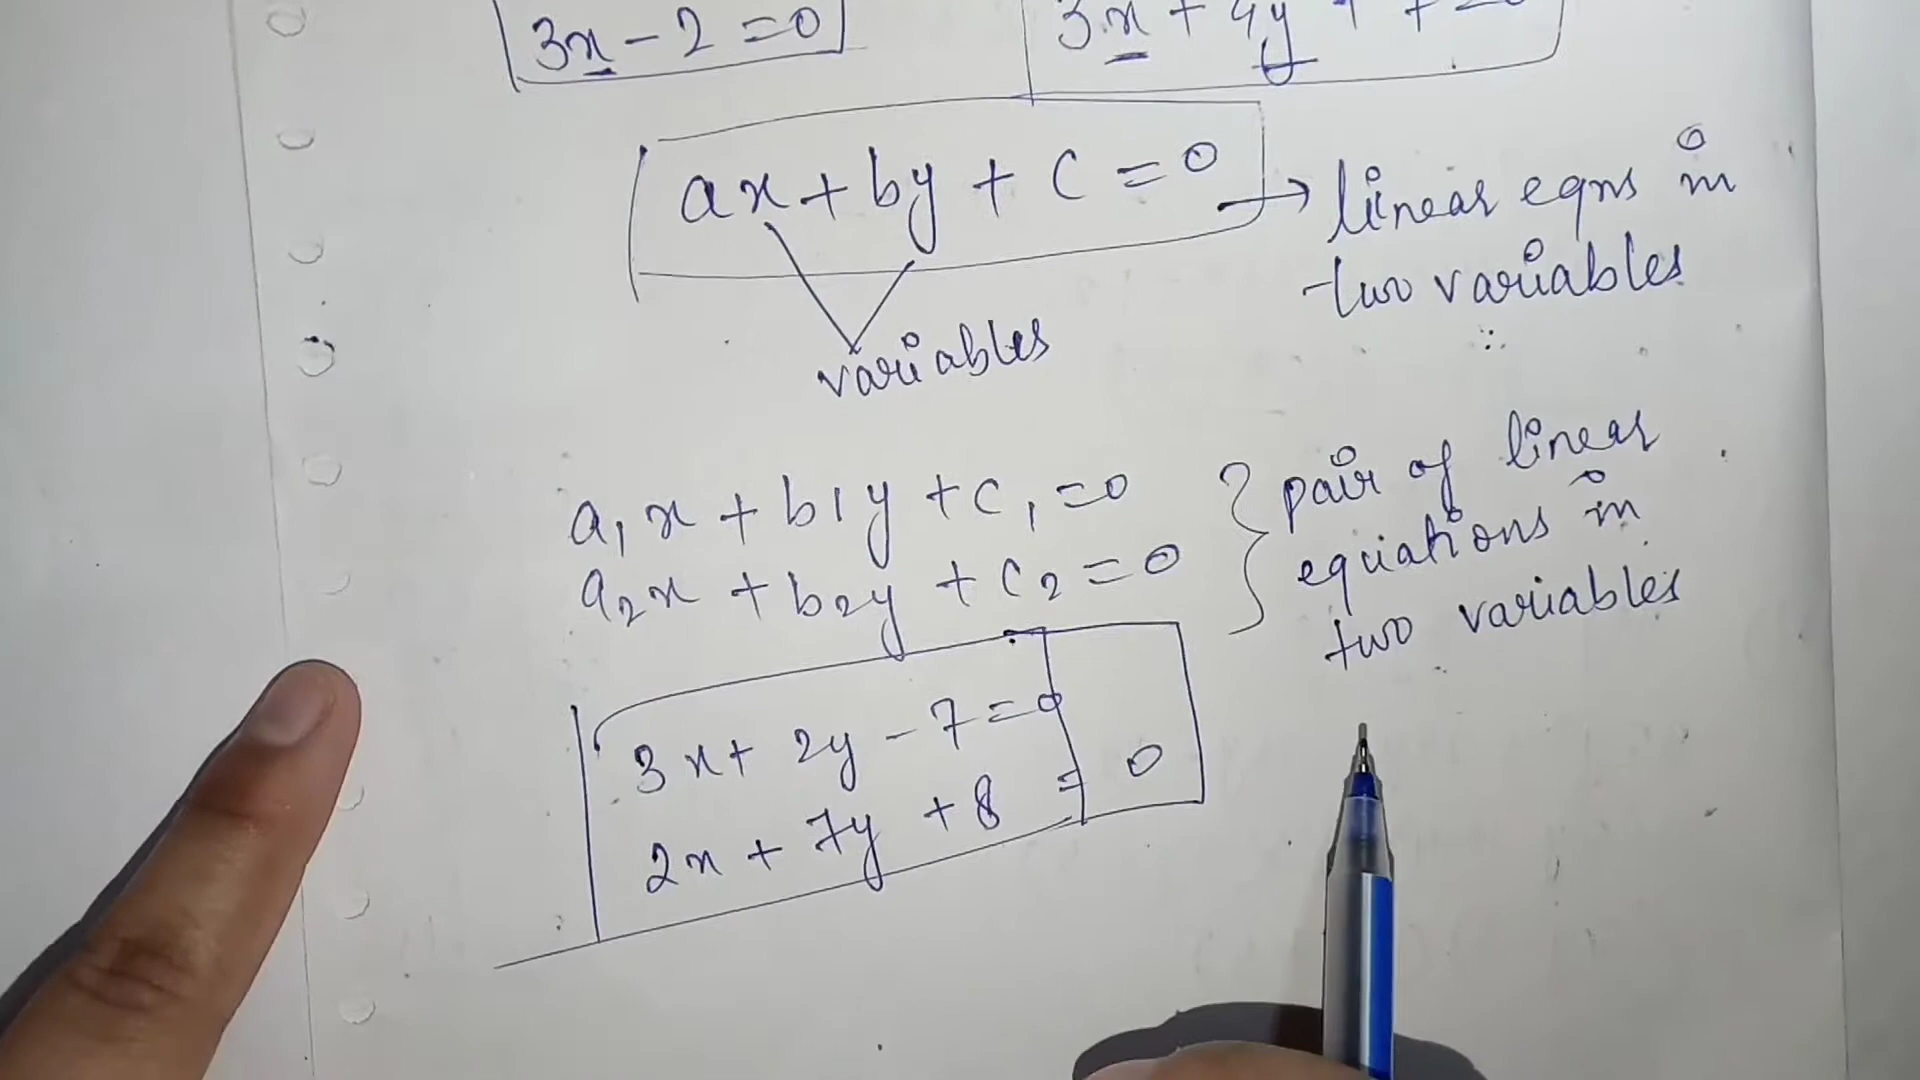 3x - 2 = 0
3x + 4y +
ax + by + c = 0
linear eqns in
two variables
variables
a₁x + b1y + c₁ = 0
a₂x + b₂y + c₂ = 0
pair of linear
equations in
two variables
3x + 2y - 7 = 0
2x + 7y + 8 = 0